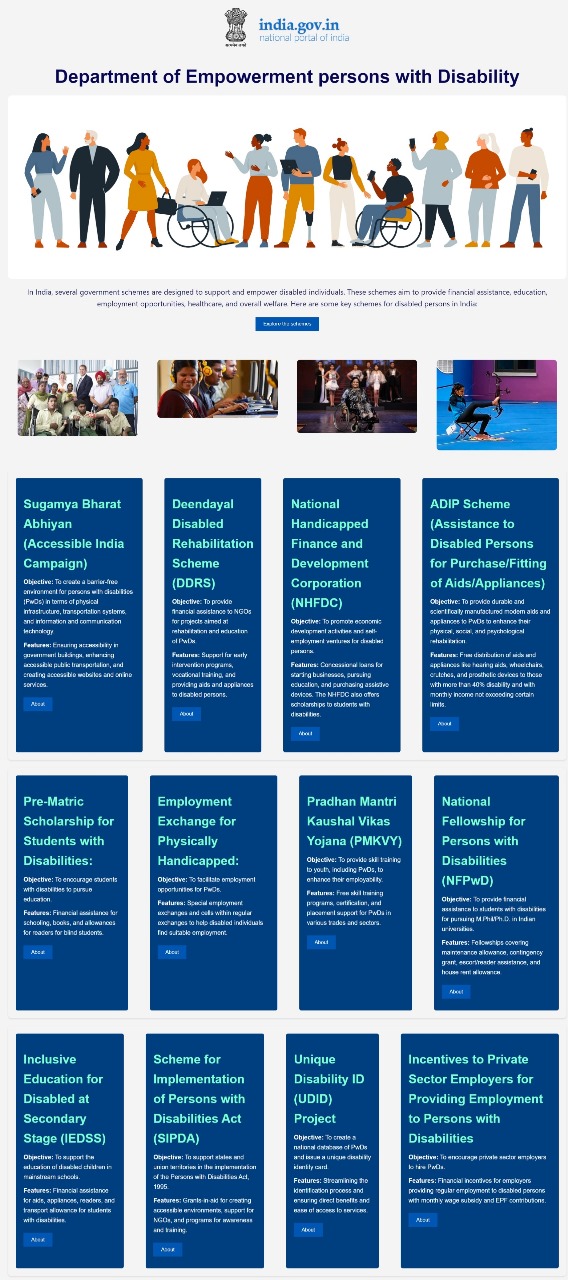 india.gov.in
national portal of india
सत्यमेव जयते
Department of Empowerment persons with Disability
In India, several government schemes are designed to support and empower disabled individuals. These schemes aim to provide financial assistance, education,
employment opportunities, healthcare, and overall welfare. Here are some key schemes for disabled persons in India:
Explore the schemes
Sugamya Bharat
Abhiyan
(Accessible India
Campaign)
Objective: To create a barrier-free
environment for persons with disabilities
(PwDs) in terms of physical
infrastructure, transportation systems,
and information and communication
technology.
Features: Ensuring accessibility in
government buildings, enhancing
accessible public transportation, and
creating accessible websites and online
services.
About
Deendayal
Disabled
Rehabilitation
Scheme
(DDRS)
Objective: To provide
financial assistance to NGOs
for projects aimed at
rehabilitation and education
of PwDs.
Features: Support for early
intervention programs,
vocational training, and
providing aids and appliances
to disabled persons.
About
National
Handicapped
Finance and
Development
Corporation
(NHFDC)
Objective: To promote economic
development activities and self-
employment ventures for disabled
persons.
Features: Concessional loans for
starting businesses, pursuing
education, and purchasing assistive
devices. The NHFDC also offers
scholarships to students with
disabilities.
About
ADIP Scheme
(Assistance to
Disabled Persons
for Purchase/Fitting
of Aids/Appliances)
Objective: To provide durable and
scientifically manufactured modern aids and
appliances to PwDs to enhance their
physical, social, and psychological
rehabilitation.
Features: Free distribution of aids and
appliances like hearing aids, wheelchairs,
crutches, and prosthetic devices to those
with more than 40% disability and with
monthly income not exceeding certain
limits.
About
Pre-Matric
Scholarship for
Students with
Disabilities:
Objective: To encourage students
with disabilities to pursue
education.
Features: Financial assistance for
schooling, books, and allowances
for readers for blind students.
About
Employment
Exchange for
Physically
Handicapped:
Objective: To facilitate employment
opportunities for PwDs.
Features: Special employment
exchanges and cells within regular
exchanges to help disabled individuals
find suitable employment.
About
Pradhan Mantri
Kaushal Vikas
Yojana (PMKVY)
Objective: To provide skill training
to youth, including PwDs, to
enhance their employability.
Features: Free skill training
programs, certification, and
placement support for PwDs in
various trades and sectors.
About
National
Fellowship for
Persons with
Disabilities
(NFPwD)
Objective: To provide financial
assistance to students with disabilities
for pursuing M.Phil/Ph.D. in Indian
universities.
Features: Fellowships covering
maintenance allowance, contingency
grant, escort/reader assistance, and
house rent allowance.
About
Inclusive
Education for
Disabled at
Secondary
Stage (IEDSS)
Objective: To support the
education of disabled children in
mainstream schools.
Features: Financial assistance
for aids, appliances, readers, and
transport allowance for students
with disabilities.
About
Scheme for
Implementation
of Persons with
Disabilities Act
(SIPDA)
Objective: To support states and
union territories in the implementation
of the Persons with Disabilities Act,
1995.
Features: Grants-in-aid for creating
accessible environments, support for
NGOs, and programs for awareness
and training.
About
Unique
Disability ID
(UDID)
Project
Objective: To create a
national database of PwDs
and issue a unique disability
identity card.
Features: Streamlining the
identification process and
ensuring direct benefits and
ease of access to services.
About
Incentives to Private
Sector Employers for
Providing Employment
to Persons with
Disabilities
Objective: To encourage private sector employers
to hire PwDs.
Features: Financial incentives for employers
providing regular employment to disabled persons
with monthly wage subsidy and EPF contributions.
About